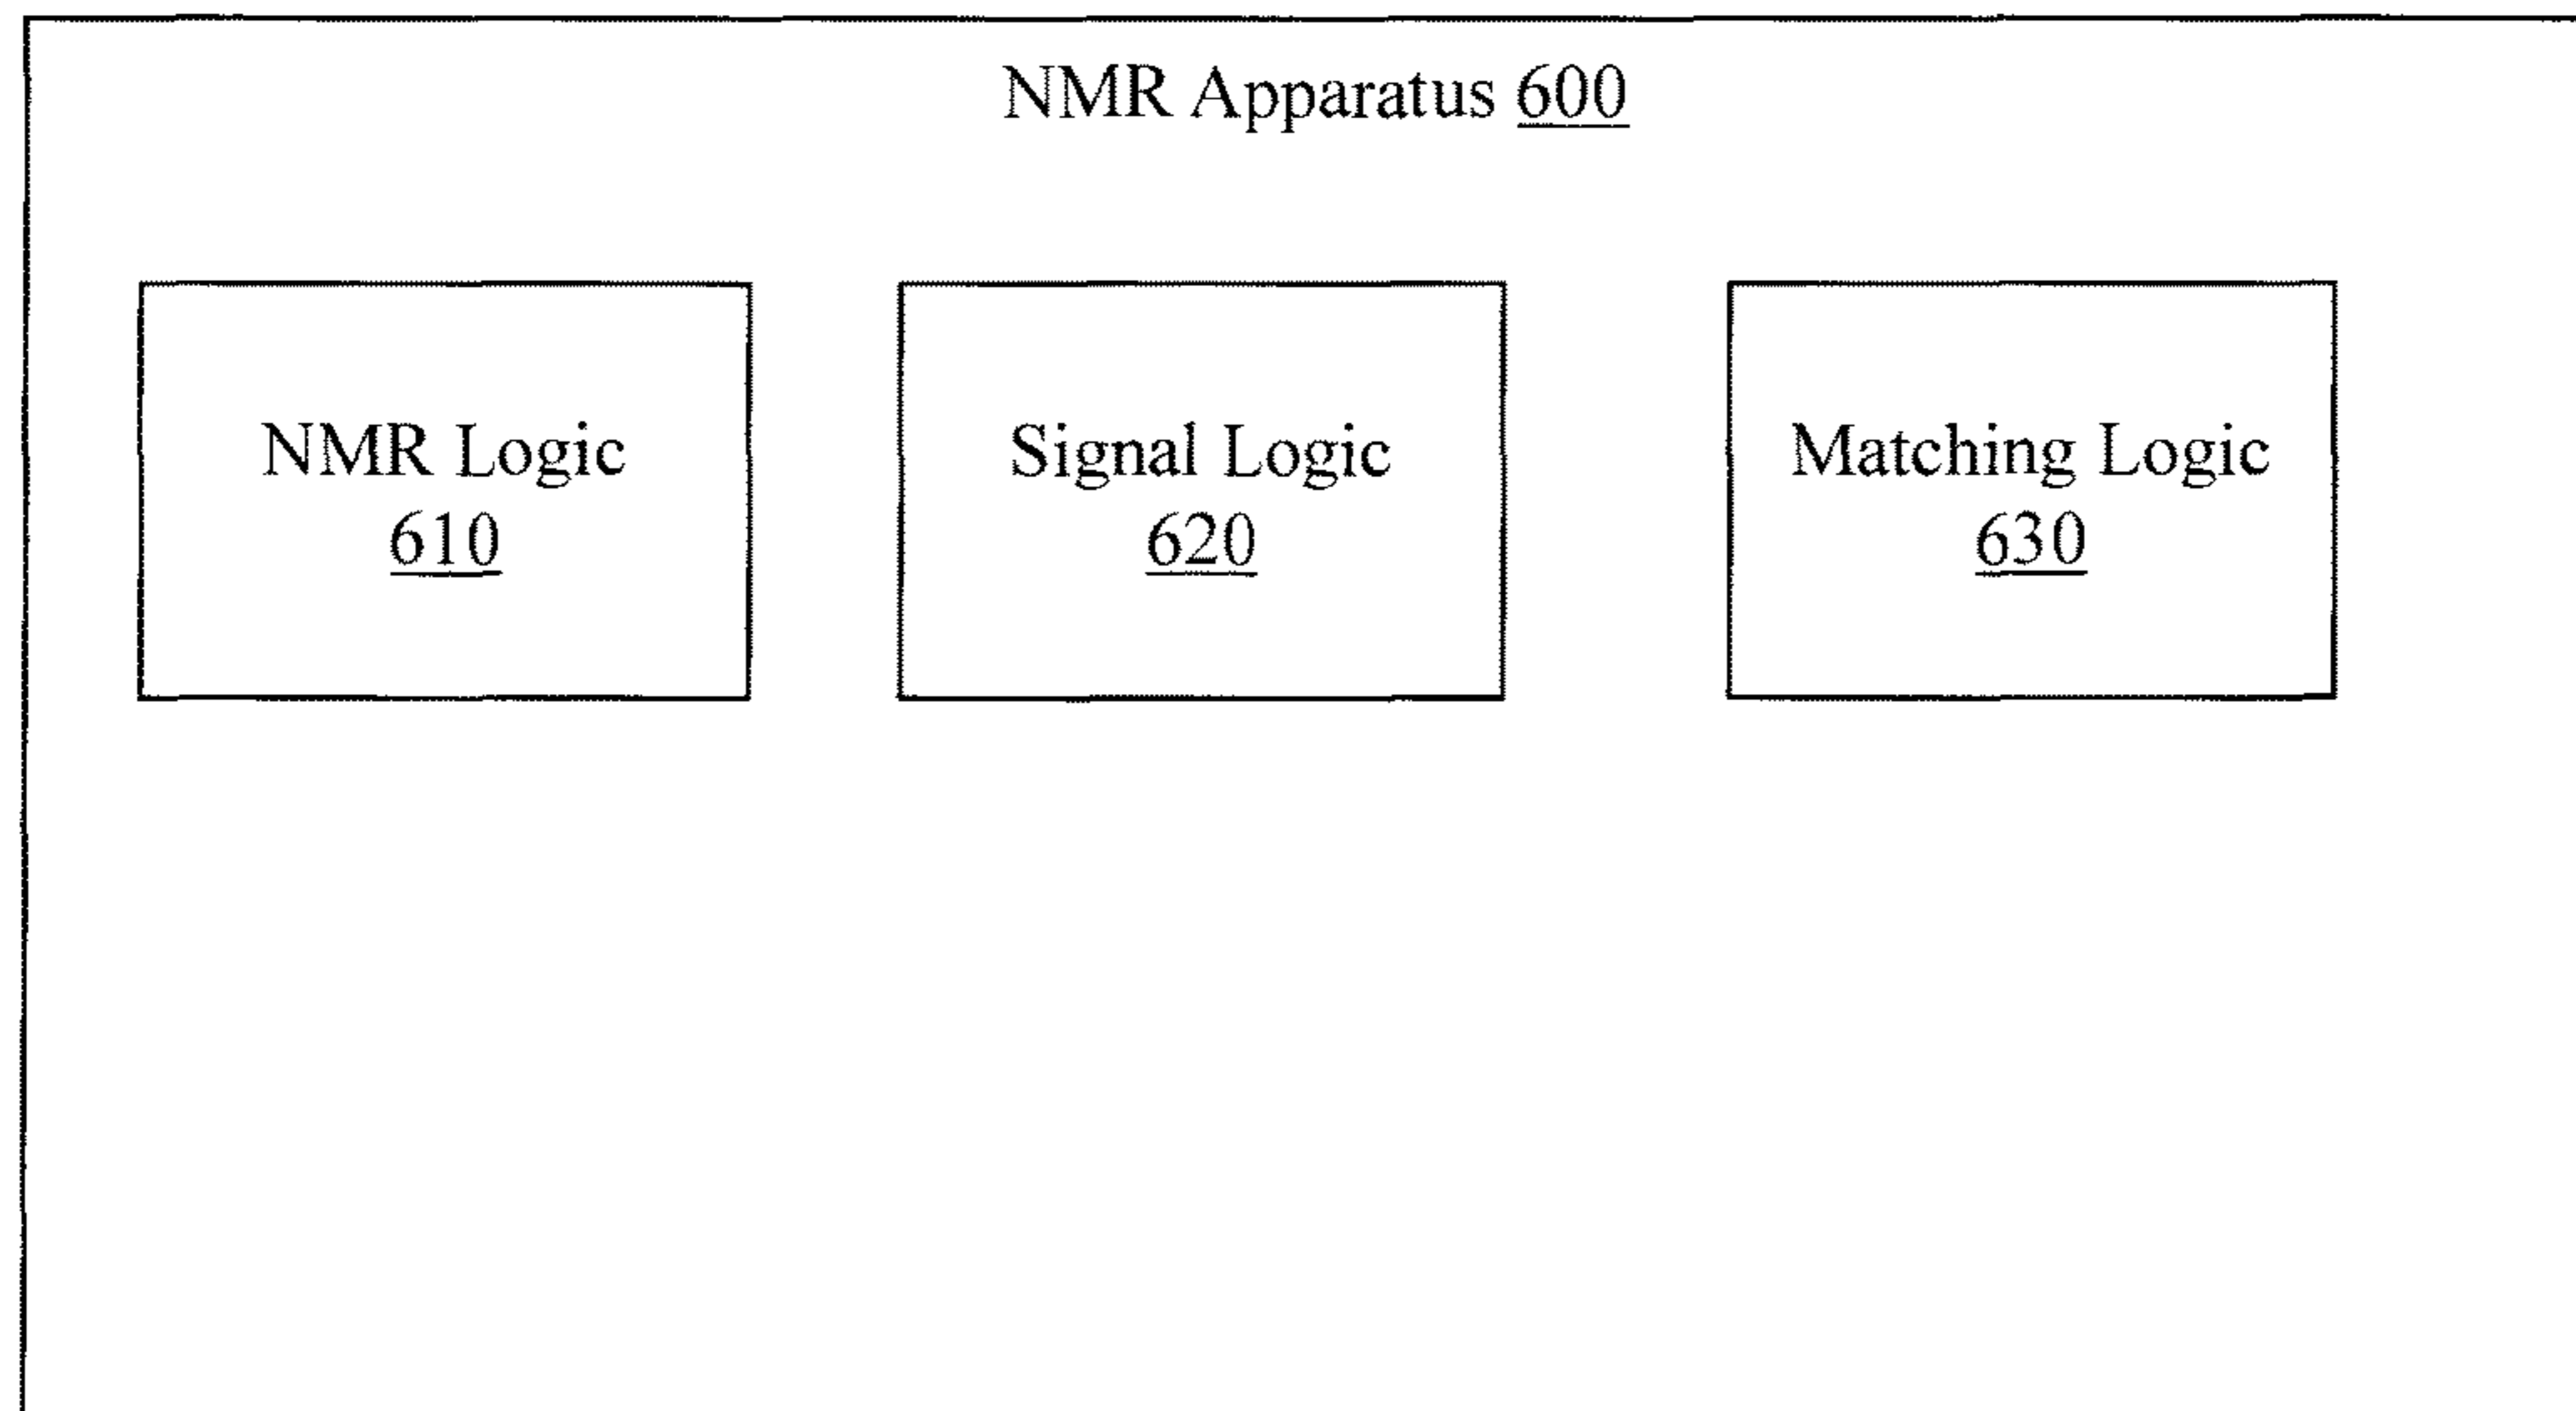 NMR Apparatus 600
NMR Logic
610
Signal Logic
620
Matching Logic
630